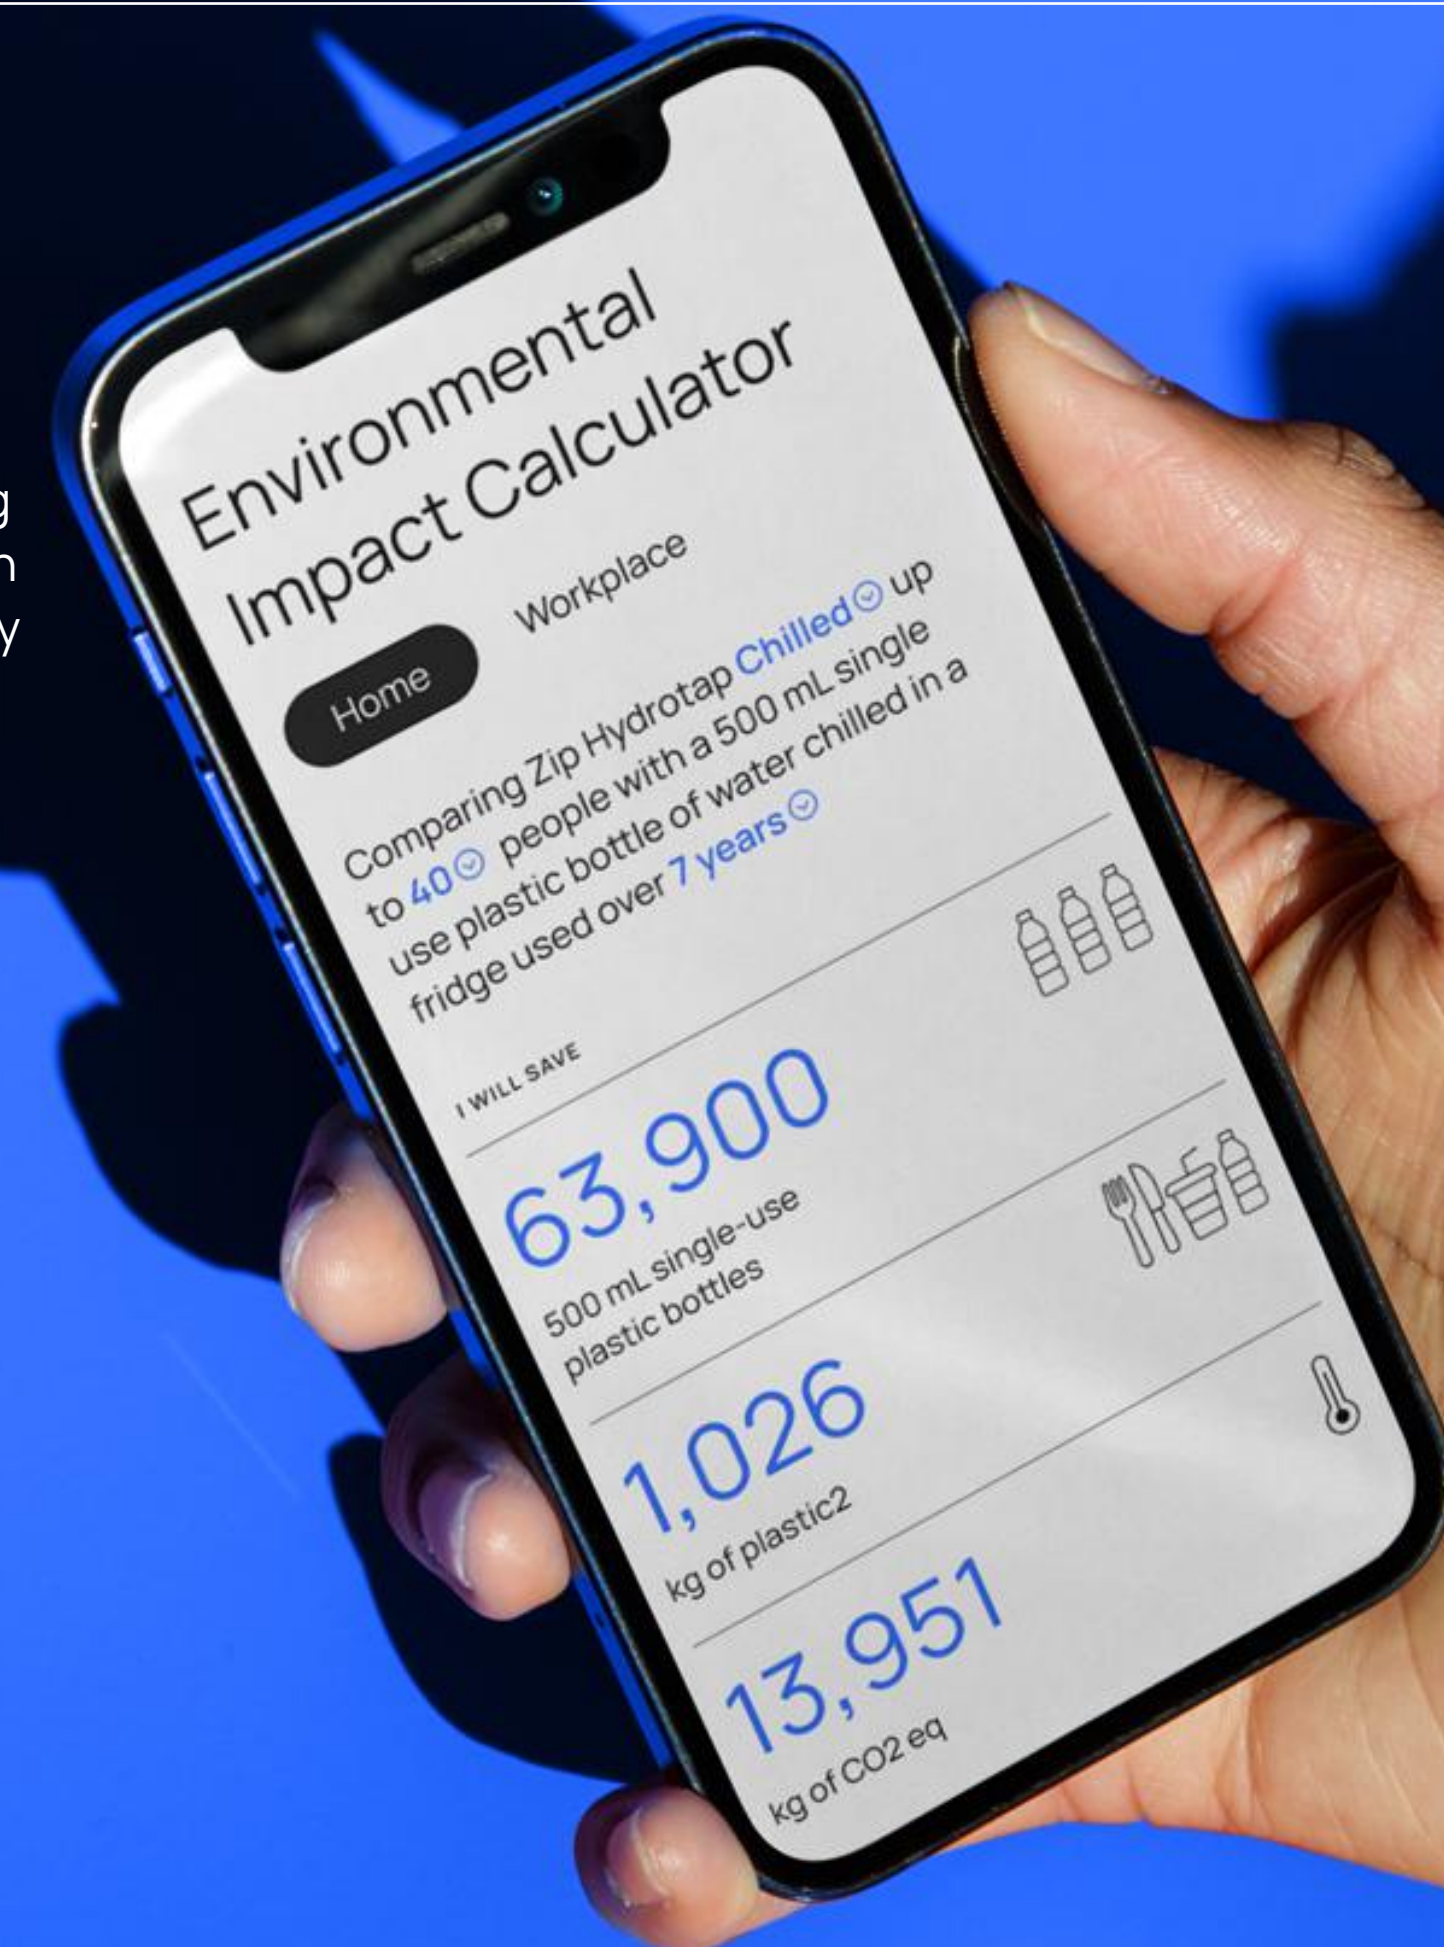 Environmental
Impact Calculator
Home
Workplace
Comparing Zip Hydrotap Chilled up
to 40 people with a 500 mL single
use plastic bottle of water chilled in a
fridge used over 7 years
I WILL SAVE
63,900
500 mL single-use
plastic bottles
1,026
kg of plastic2
13,951
kg of CO2 eq